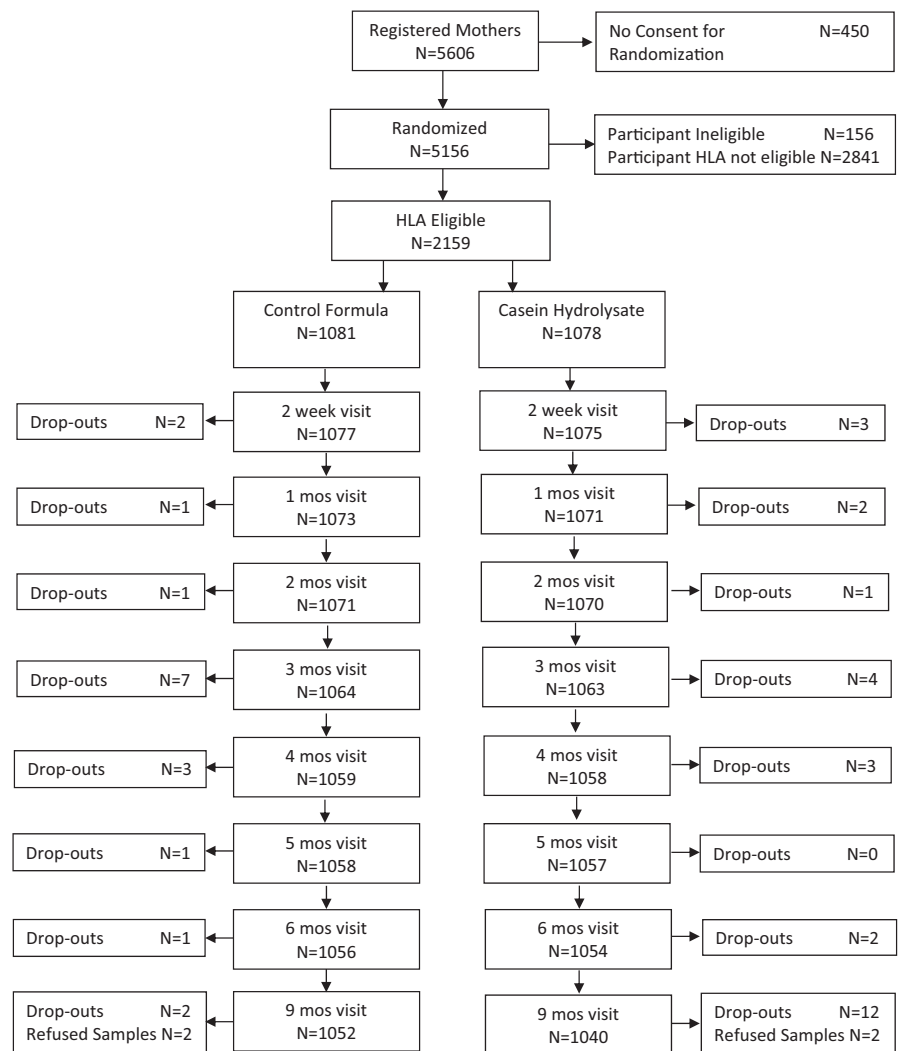 Registered Mothers
N=5606
No Consent for N=450
Randomization
Randomized
N=5156
Participant Ineligible N=156
Participant HLA not eligible N=2841
HLA Eligible
N=2159
Control Formula
N=1081
Casein Hydrolysate
N=1078
Drop-outs N=2
2 week visit
N=1077
2 week visit
N=1075
Drop-outs N=3
Drop-outs N=1
1 mos visit
N=1073
1 mos visit
N=1071
Drop-outs N=2
Drop-outs N=1
2 mos visit
N=1071
2 mos visit
N=1070
Drop-outs N=1
Drop-outs N=7
3 mos visit
N=1064
3 mos visit
N=1063
Drop-outs N=4
Drop-outs N=3
4 mos visit
N=1059
4 mos visit
N=1058
Drop-outs N=3
Drop-outs N=1
5 mos visit
N=1058
5 mos visit
N=1057
Drop-outs N=0
Drop-outs N=1
6 mos visit
N=1056
6 mos visit
N=1054
Drop-outs N=2
Drop-outs N=2
Refused Samples N=2
9 mos visit
N=1052
9 mos visit
N=1040
Drop-outs N=12
Refused Samples N=2